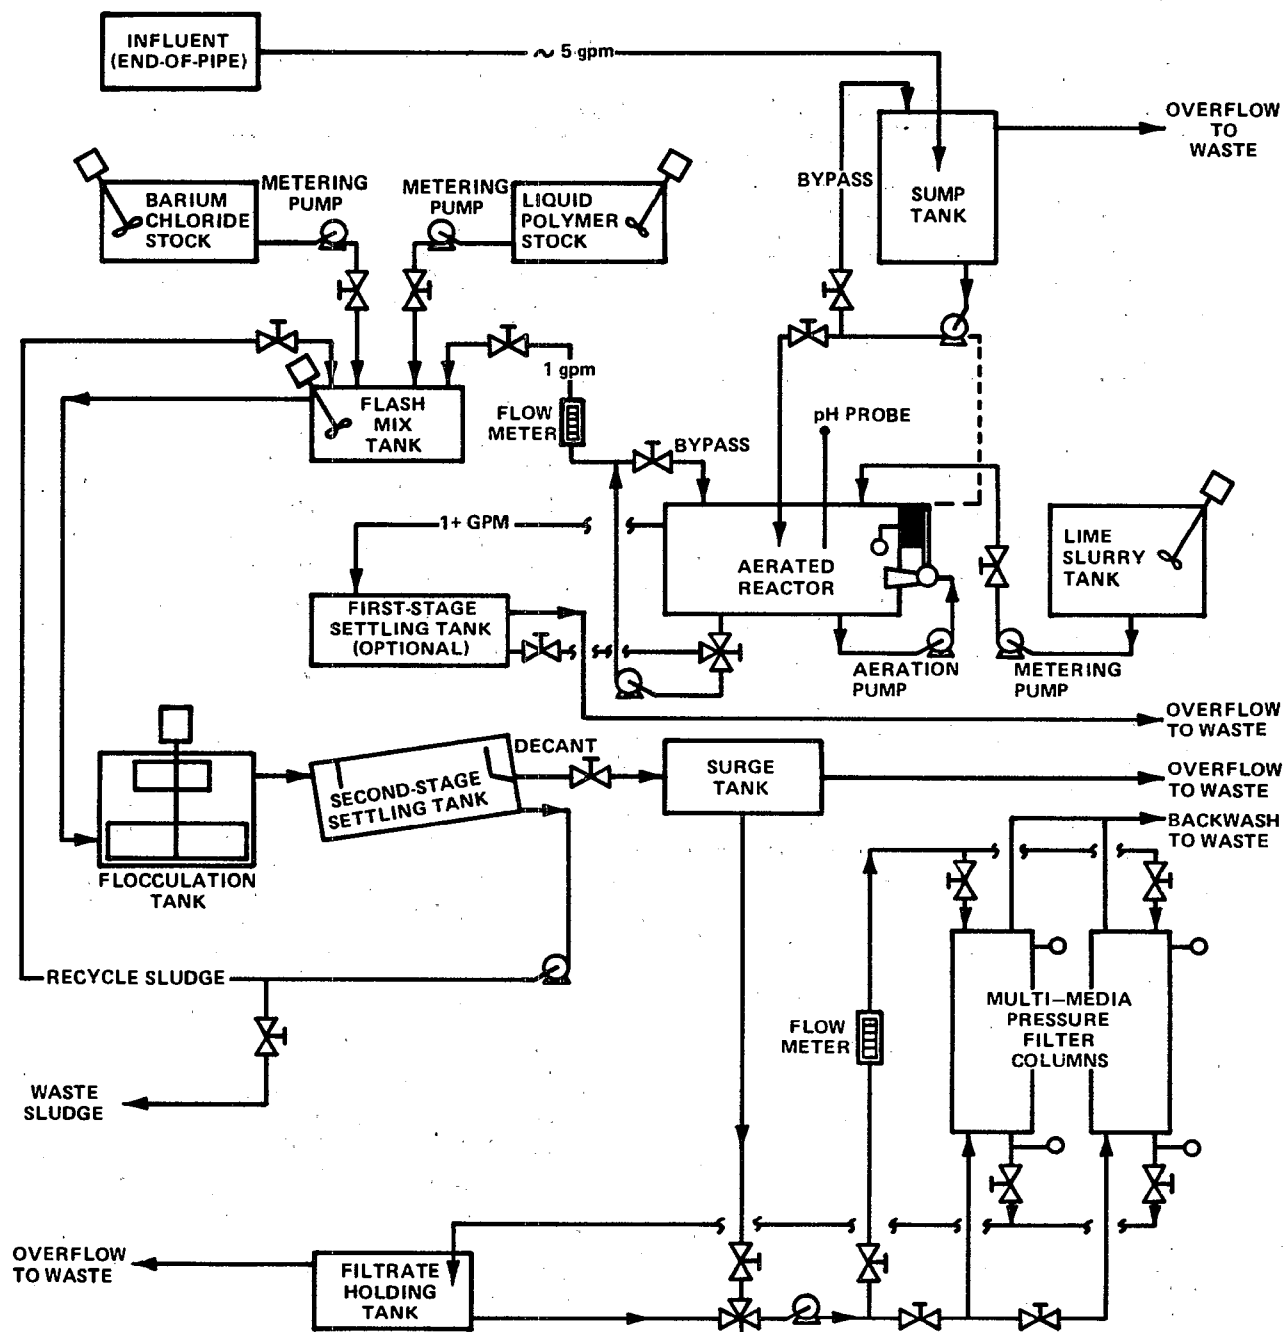 INFLUENT
(END-OF-PIPE)
~ 5 gpm
OVERFLOW
TO
WASTE
BYPASS
SUMP
TANK
BARIUM
CHLORIDE
STOCK
METERING
PUMP
METERING
PUMP
LIQUID
POLYMER
STOCK
1 gpm
FLASH
MIX
TANK
FLOW
METER
BYPASS
pH PROBE
1+ GPM
AERATED
REACTOR
LIME
SLURRY
TANK
FIRST-STAGE
SETTLING TANK
(OPTIONAL)
AERATION
PUMP
METERING
PUMP
OVERFLOW
TO WASTE
DECANT
SECOND-STAGE
SETTLING TANK
SURGE
TANK
OVERFLOW
TO WASTE
BACKWASH
TO WASTE
FLOCCULATION
TANK
RECYCLE SLUDGE
FLOW
METER
MULTI-MEDIA
PRESSURE
FILTER
COLUMNS
WASTE
SLUDGE
OVERFLOW
TO WASTE
FILTRATE
HOLDING
TANK